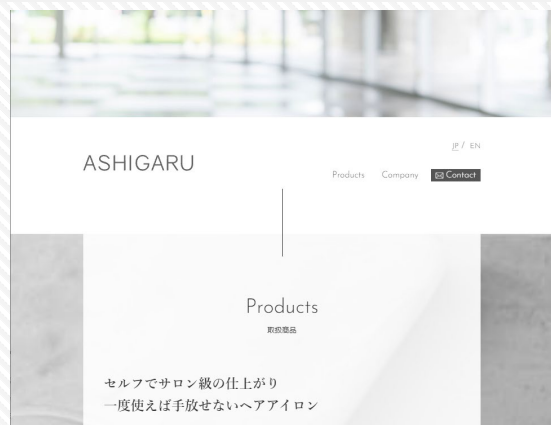 JP / EN
ASHIGARU
Products Company Contact
Products
取扱商品
セルフでサロン級の仕上がり
一度使えば手放せないヘアアイロン